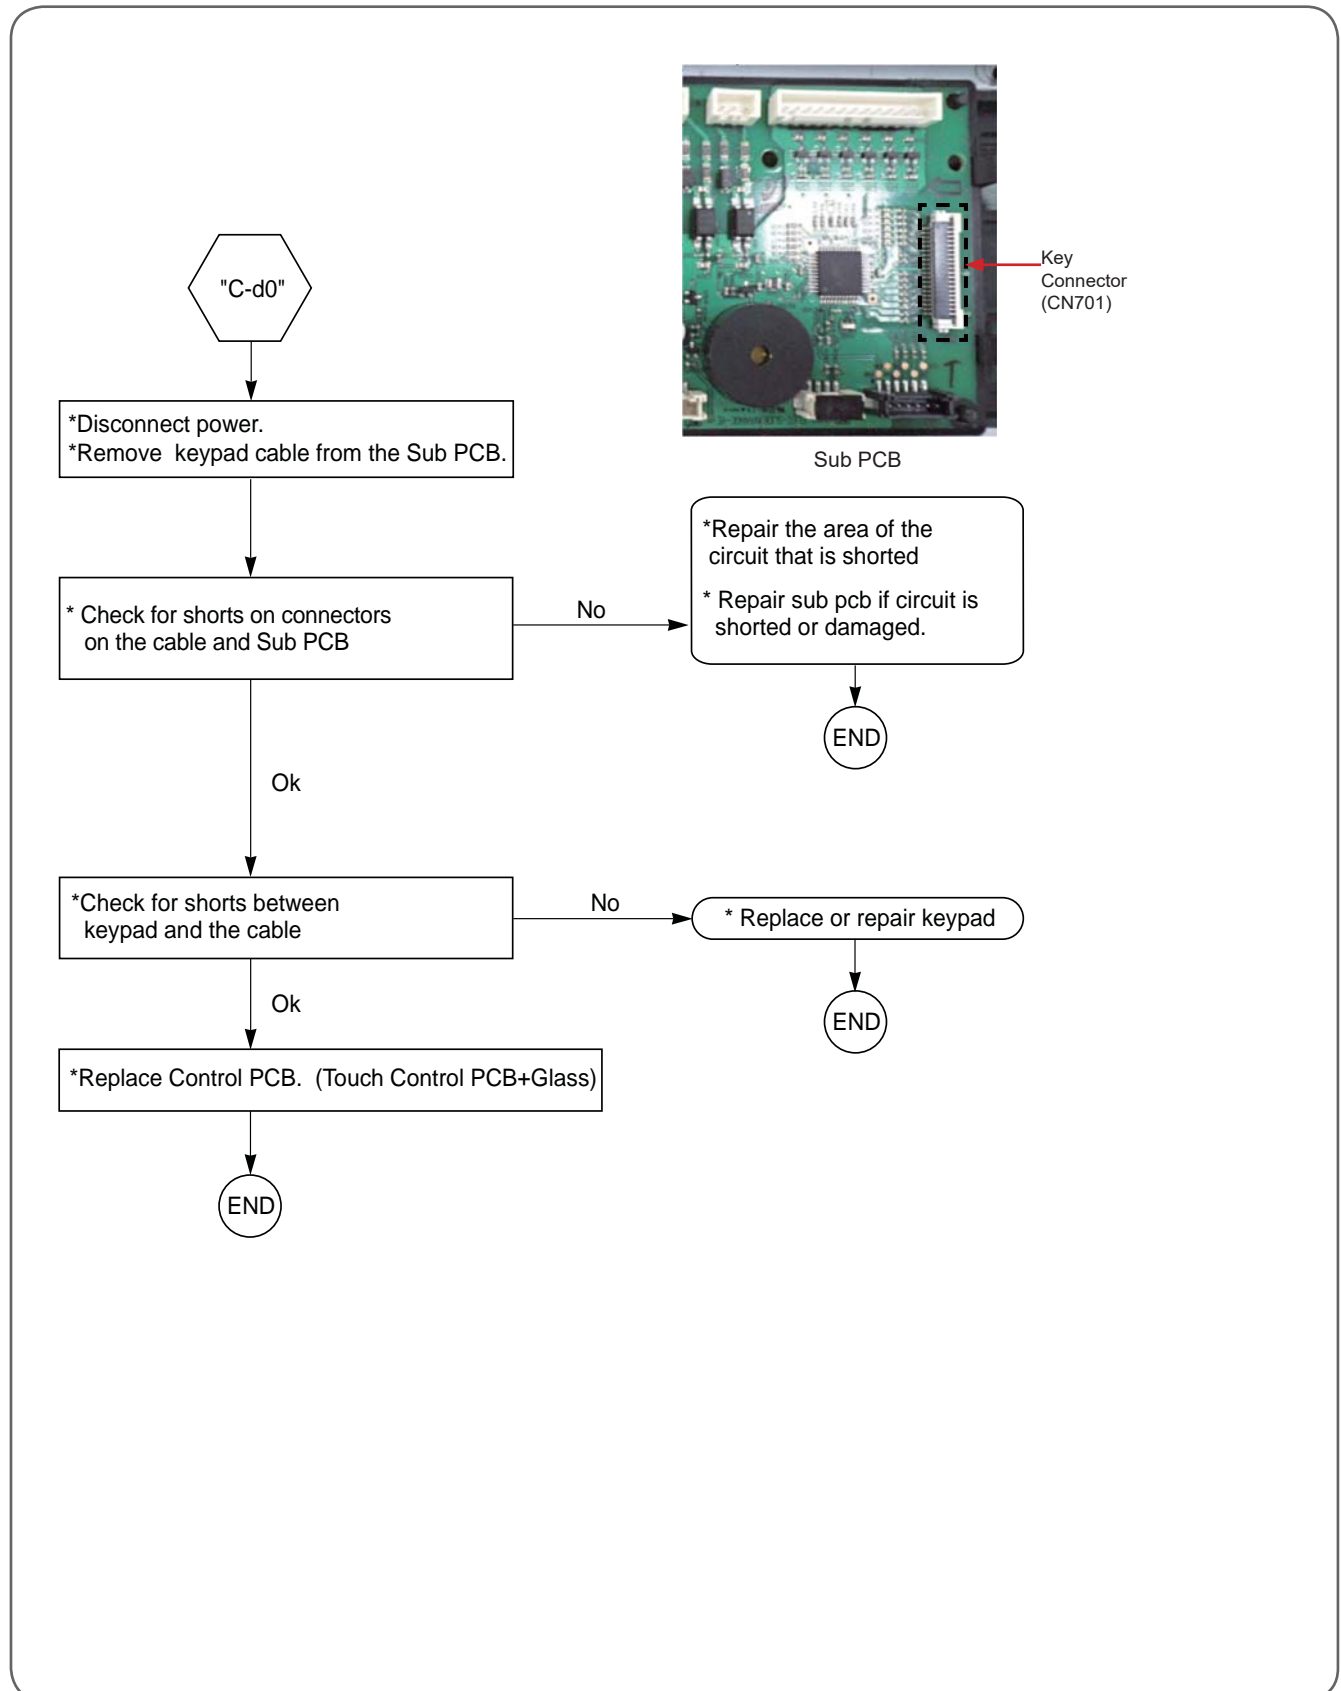 Key
Connector
(CN701)
Sub PCB
"C-d0"
*Disconnect power.
*Remove keypad cable from the Sub PCB.
* Check for shorts on connectors
on the cable and Sub PCB
No
*Repair the area of the
circuit that is shorted
* Repair sub pcb if circuit is
shorted or damaged.
END
Ok
*Check for shorts between
keypad and the cable
No
* Replace or repair keypad
END
Ok
*Replace Control PCB. (Touch Control PCB+Glass)
END